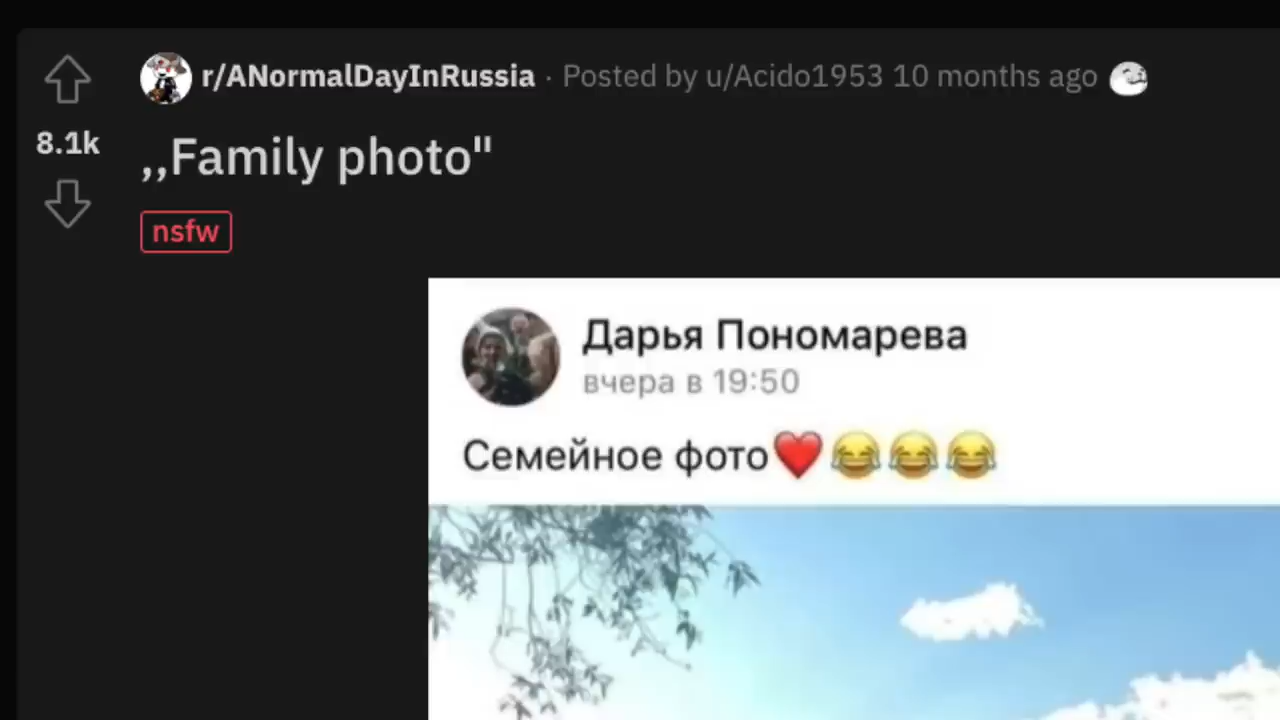 r/ANormalDayInRussia · Posted by u/Acido1953 10 months ago
8.1k
,,Family photo"
nsfw
Дарья Пономарева
вчера в 19:50
Семейное фото❤️😂😂😂